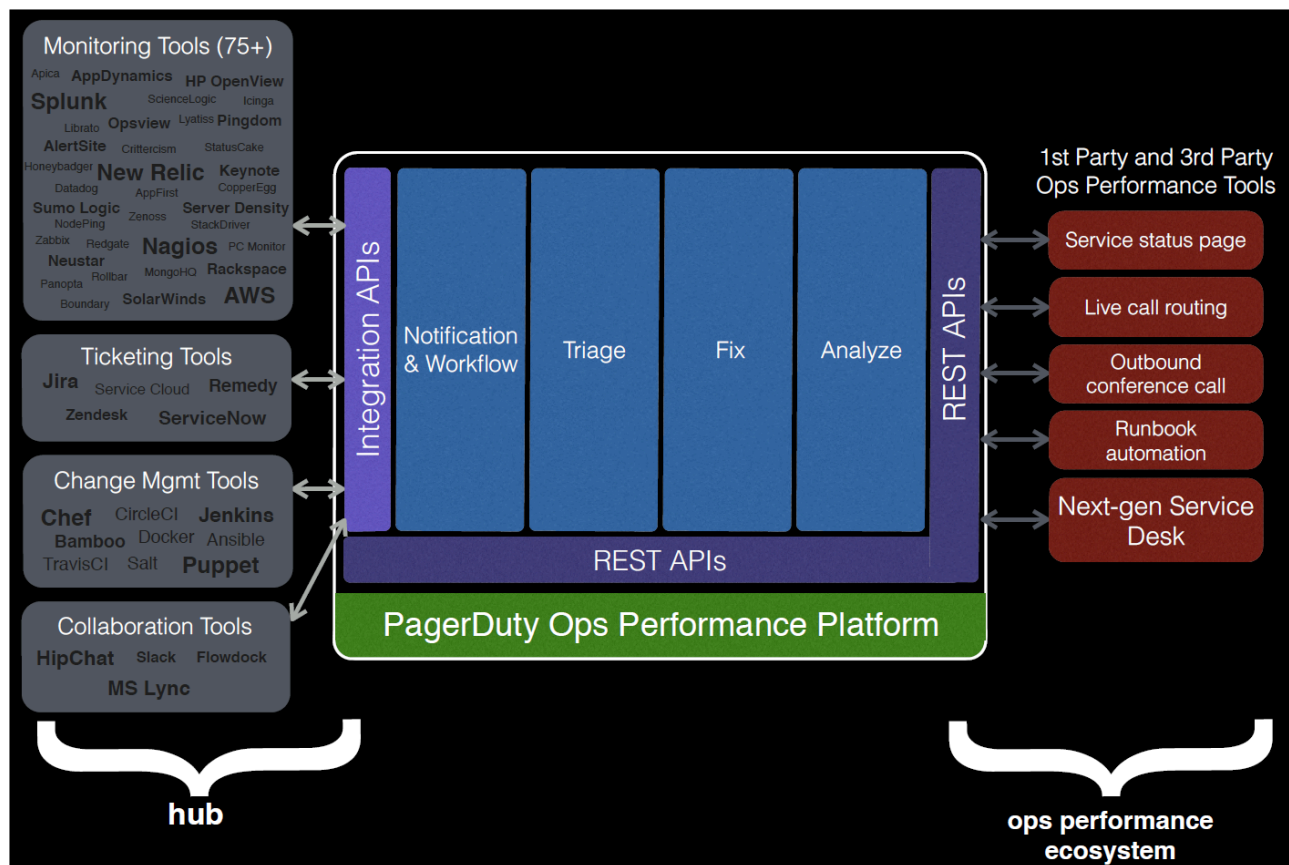 Monitoring Tools (75+)
Apica AppDynamics HP OpenView
Splunk ScienceLogic Icinga
Librato Opsview Lyatiss Pingdom
AlertSite Crittercism StatusCake
Honeybadger New Relic Keynote
Datadog AppFirst CopperEgg
Sumo Logic Zenoss Server Density
NodePing StackDriver
Zabbix Redgate Nagios PC Monitor
Neustar
Panopta Rollbar MongoHQ Rackspace
Boundary SolarWinds AWS
Ticketing Tools
Jira Service Cloud Remedy
Zendesk ServiceNow
Change Mgmt Tools
Chef CircleCI Jenkins
Bamboo Docker Ansible
TravisCI Salt Puppet
Collaboration Tools
HipChat Slack Flowdock
MS Lync
hub
Integration APIs
Notification
& Workflow
Triage
Fix
Analyze
REST APIs
REST APIs
PagerDuty Ops Performance Platform
1st Party and 3rd Party
Ops Performance Tools
Service status page
Live call routing
Outbound
conference call
Runbook
automation
Next-gen Service
Desk
ops performance
ecosystem